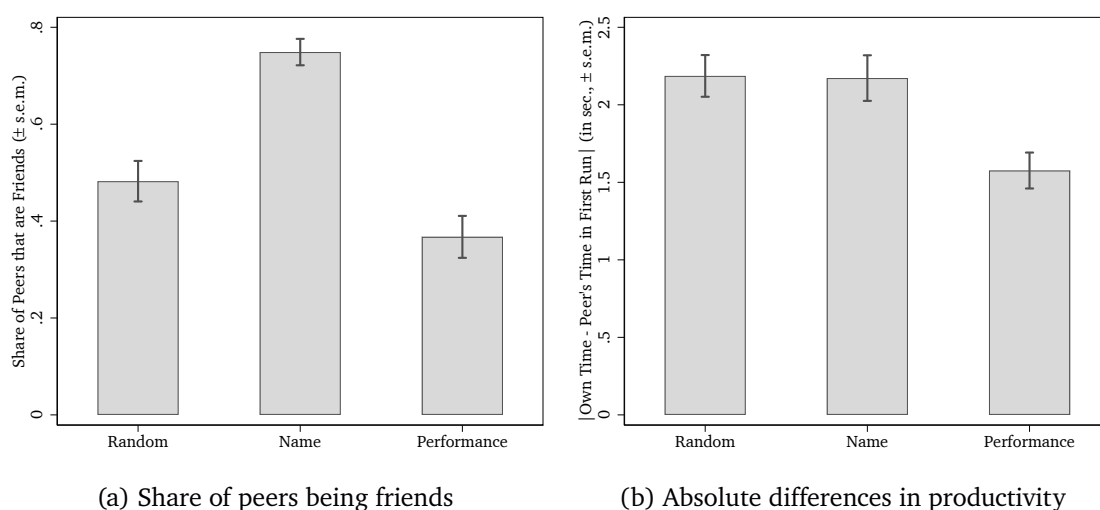 Share of Peers that are Friends (± s.e.m.)
.8
.6
.4
.2
0
Random Name Performance
(a) Share of peers being friends
|Own Time - Peer's Time in First Run| (in sec., ± s.e.m.)
2.5
2
1.5
1
.5
0
Random Name Performance
(b) Absolute differences in productivity